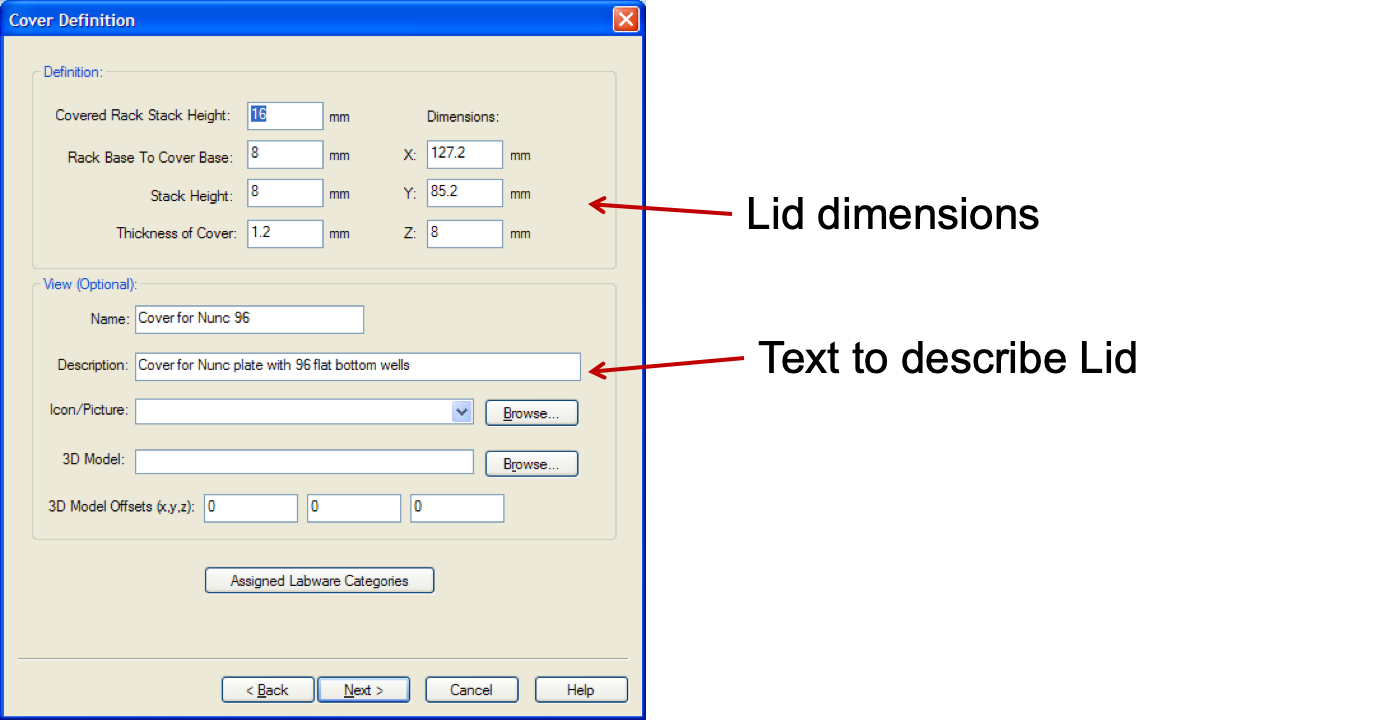 Cover Definition
Definition:
Covered Rack Stack Height: 16 mm Dimensions:
Rack Base To Cover Base: 8 mm X: 127.2 mm
Stack Height: 8 mm Y: 85.2 mm
Thickness of Cover: 1.2 mm Z: 8 mm
Lid dimensions
View (Optional):
Name: Cover for Nunc 96
Description: Cover for Nunc plate with 96 flat bottom wells
Text to describe Lid
Icon/Picture: Browse...
3D Model: Browse...
3D Model Offsets (x,y,z): 0 0 0
Assigned Labware Categories
< Back Next > Cancel Help